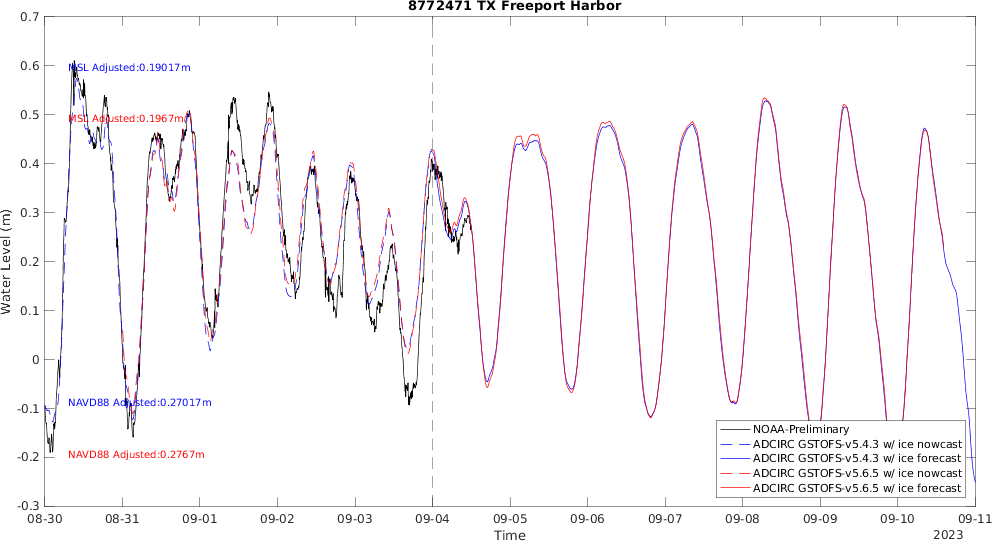 8772471 TX Freeport Harbor
0.7
0.6
0.5
0.4
0.3
0.2
0.1
0
-0.1
-0.2
-0.3
Water Level (m)
MSL Adjusted:0.19017m
MSL Adjusted:0.1967m
NAVD88 Adjusted:0.27017m
NAVD88 Adjusted:0.2767m
NOAA-Preliminary
ADCIRC GSTOFS-v5.4.3 w/ ice nowcast
ADCIRC GSTOFS-v5.4.3 w/ ice forecast
ADCIRC GSTOFS-v5.6.5 w/ ice nowcast
ADCIRC GSTOFS-v5.6.5 w/ ice forecast
08-30 08-31 09-01 09-02 09-03 09-04 09-05 09-06 09-07 09-08 09-09 09-10 09-11
Time
2023